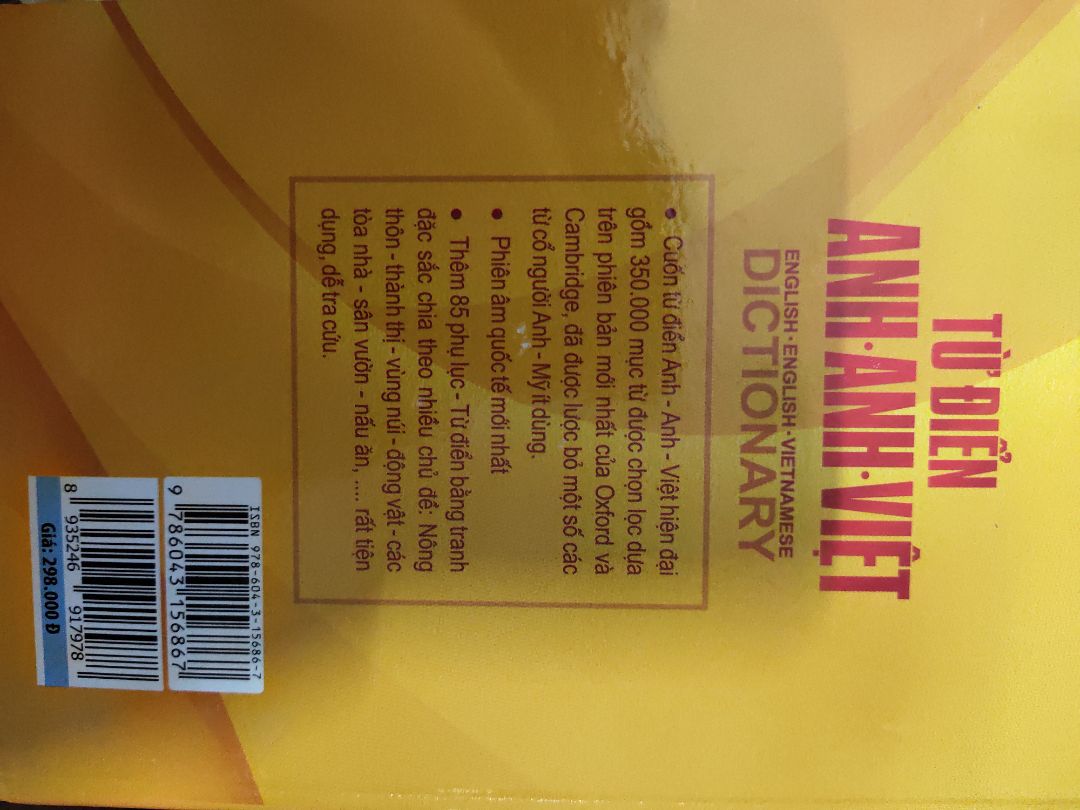 TỪ ĐIỂN
ANH·ANH·VIỆT
ENGLISH·ENGLISH·VIETNAMESE
DICTIONARY
• Cuốn từ điển Anh - Anh - Việt hiện đại
gồm 350.000 mục từ được chọn lọc dựa
trên phiên bản mới nhất của Oxford và
Cambridge, đã được lược bỏ một số các
từ cổ người Anh - Mỹ ít dùng.
• Phiên âm quốc tế mới nhất
• Thêm 85 phụ lục - Từ điển bằng tranh
đặc sắc chia theo nhiều chủ đề: Nông
thôn - thành thị - vùng núi - động vật - các
tòa nhà - sân vườn - nấu ăn, .... rất tiện
dụng, dễ tra cứu.
ISBN 978-604-3-15686-7
9 786043 156867
8 935246 917978
Giá: 298.000 Đ